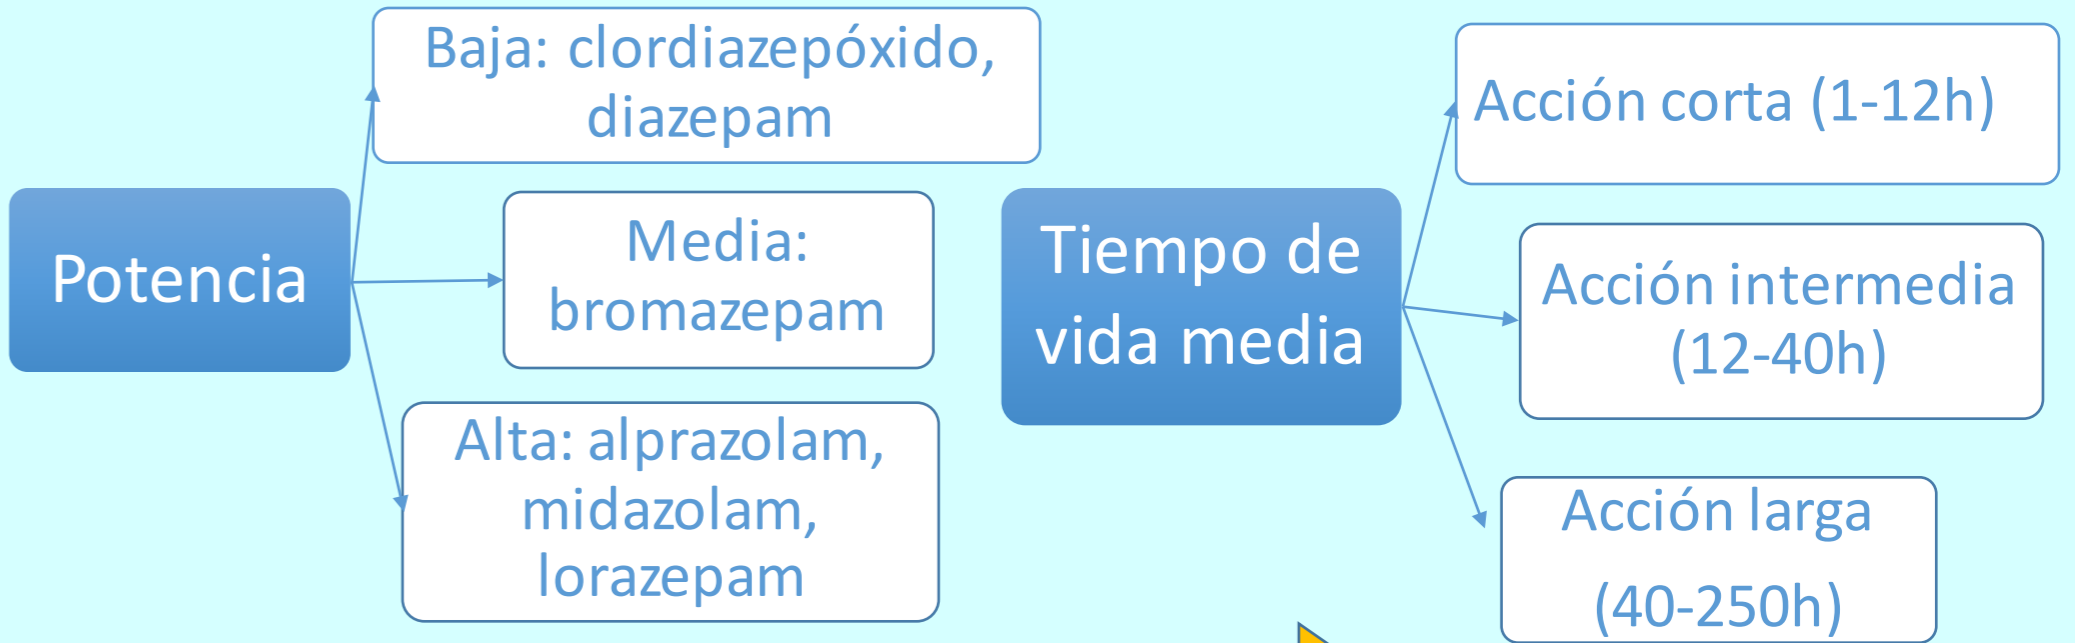 Potencia
Baja: clordiazepóxido,
diazepam
Media:
bromazepam
Alta: alprazolam,
midazolam,
lorazepam
Tiempo de
vida media
Acción corta (1-12h)
Acción intermedia
(12-40h)
Acción larga
(40-250h)